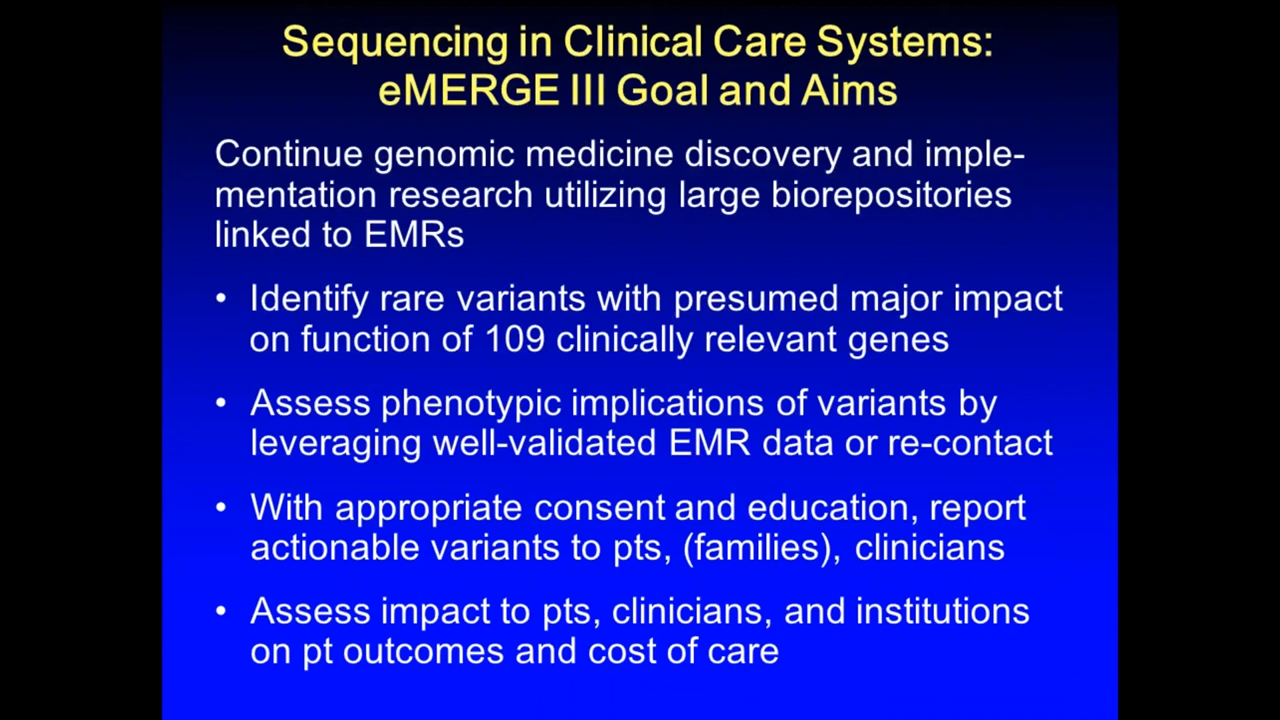 Sequencing in Clinical Care Systems:
eMERGE III Goal and Aims
Continue genomic medicine discovery and imple-
mentation research utilizing large biorepositories
linked to EMRs
• Identify rare variants with presumed major impact
on function of 109 clinically relevant genes
• Assess phenotypic implications of variants by
leveraging well-validated EMR data or re-contact
• With appropriate consent and education, report
actionable variants to pts, (families), clinicians
• Assess impact to pts, clinicians, and institutions
on pt outcomes and cost of care